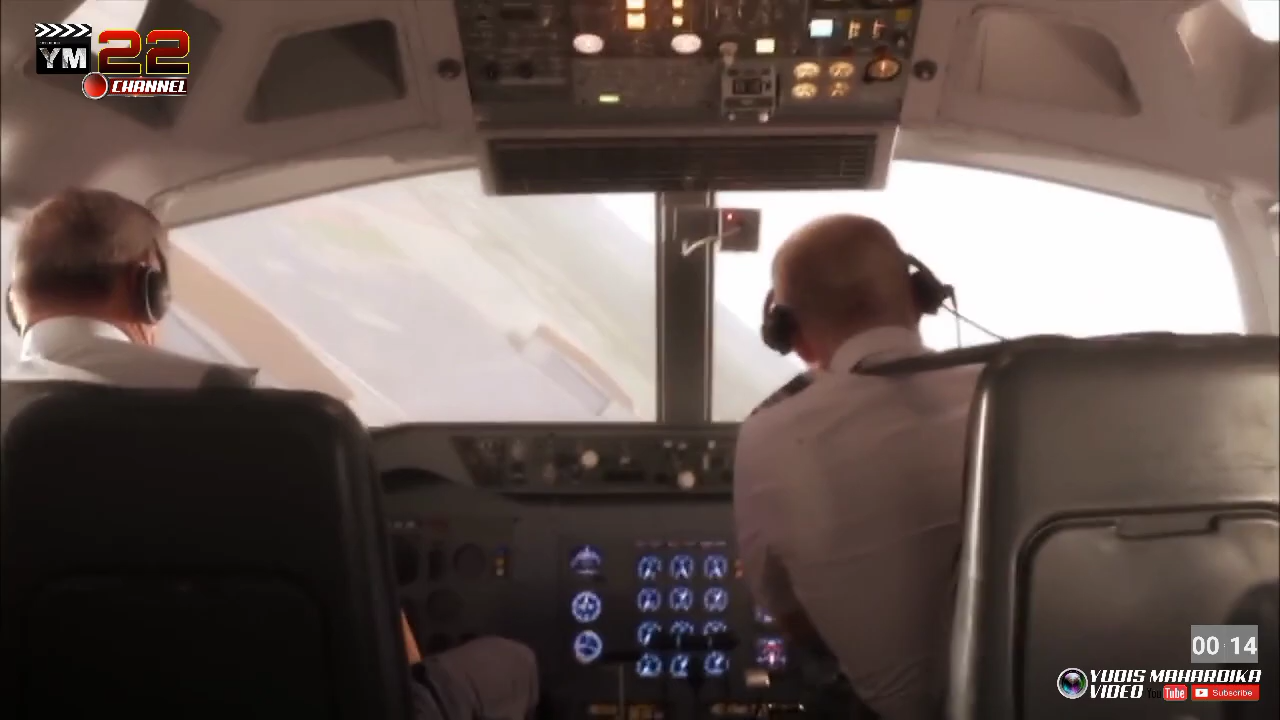 YM 22
CHANNEL
00 : 14
YUDIS MAHARDIKA
VIDEO YouTube Subscribe